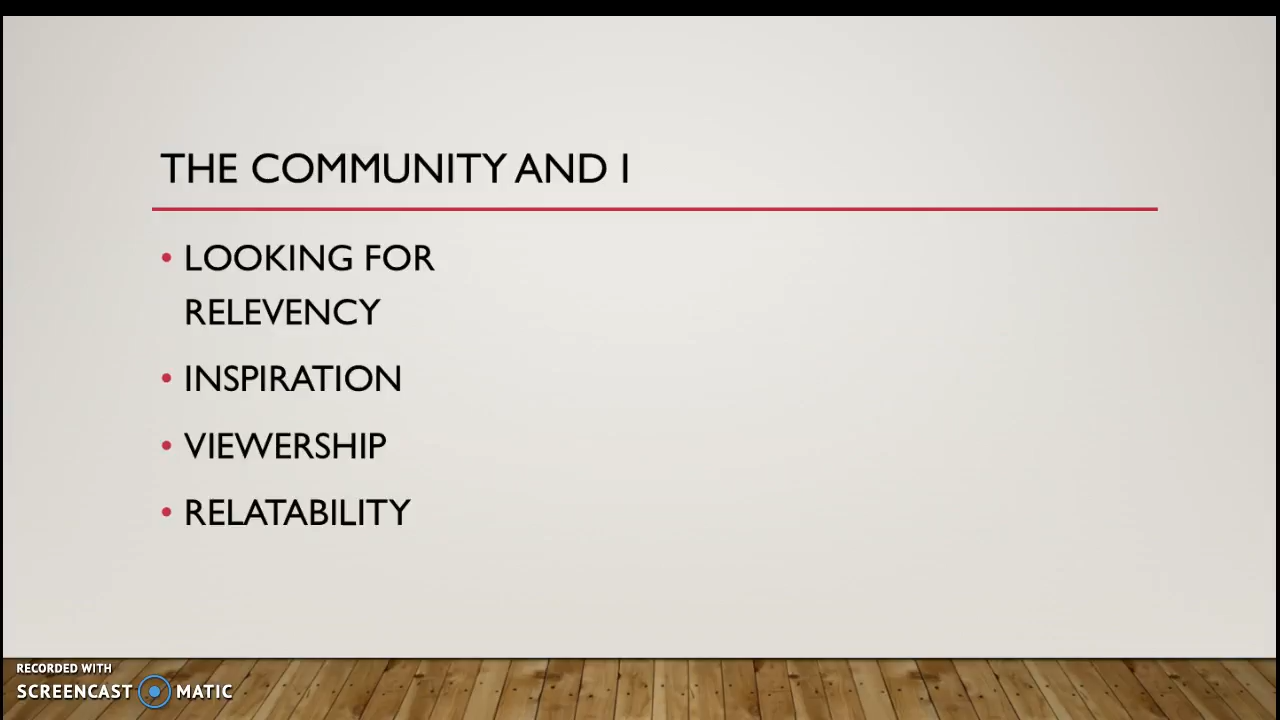 THE COMMUNITY AND I
• LOOKING FOR
RELEVENCY
• INSPIRATION
• VIEWERSHIP
• RELATABILITY
RECORDED WITH
SCREENCAST MATIC